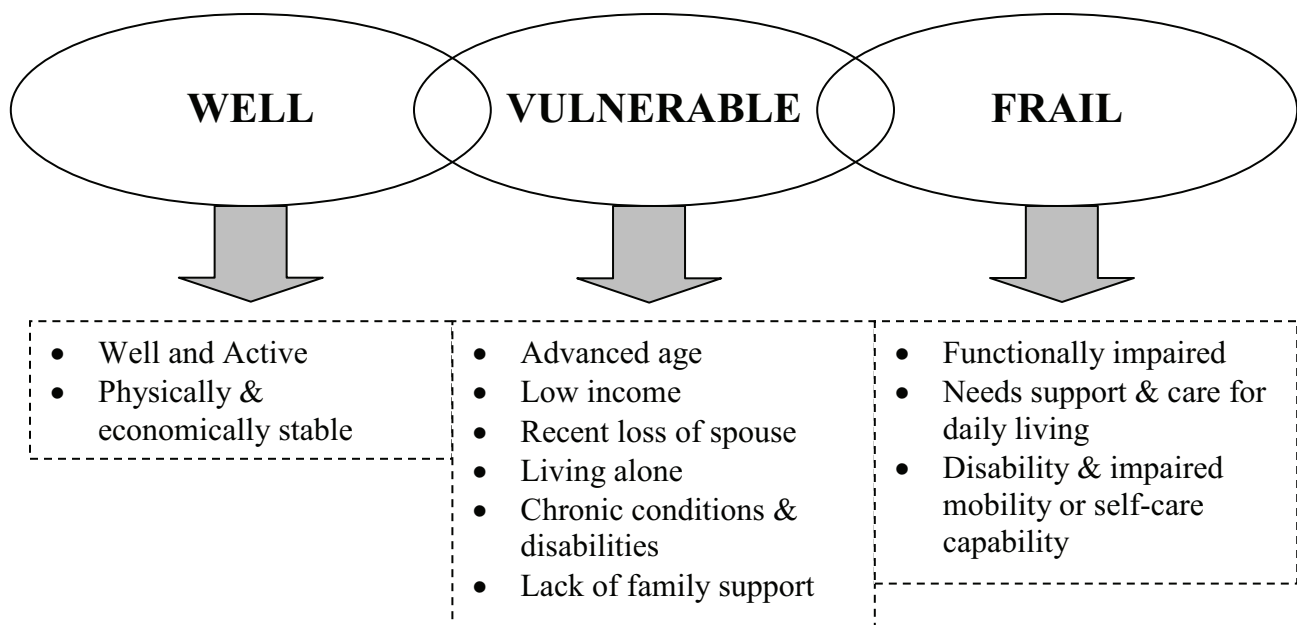 WELL
VULNERABLE
FRAIL
• Well and Active
• Physically &
economically stable
• Advanced age
• Low income
• Recent loss of spouse
• Living alone
• Chronic conditions &
disabilities
• Lack of family support
• Functionally impaired
• Needs support & care for
daily living
• Disability & impaired
mobility or self-care
capability